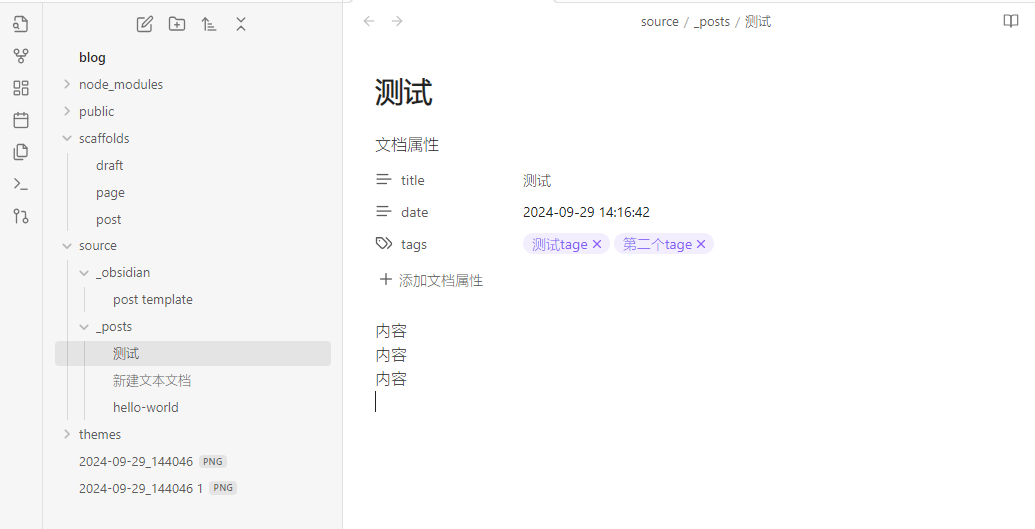 blog
node_modules
public
scaffolds
draft
page
post
source
_obsidian
post template
_posts
测试
新建文本文档
hello-world
themes
2024-09-29_144046 PNG
2024-09-29_144046 1 PNG
source / _posts / 测试
测试
文档属性
title 测试
date 2024-09-29 14:16:42
tags 测试tage × 第二个tage ×
+ 添加文档属性
内容
内容
内容